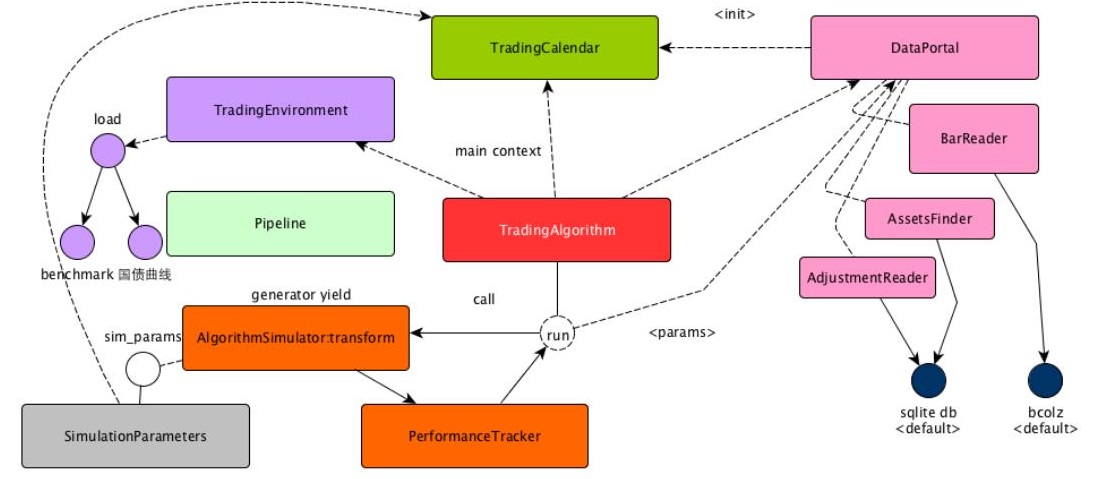 <init>
TradingCalendar
DataPortal
TradingEnvironment
load
BarReader
main context
Pipeline
TradingAlgorithm
AssetsFinder
benchmark 国债曲线
AdjustmentReader
generator yield
call
sim_params
AlgorithmSimulator:transform
run
<params>
sqlite db
<default>
bcolz
<default>
SimulationParameters
PerformanceTracker